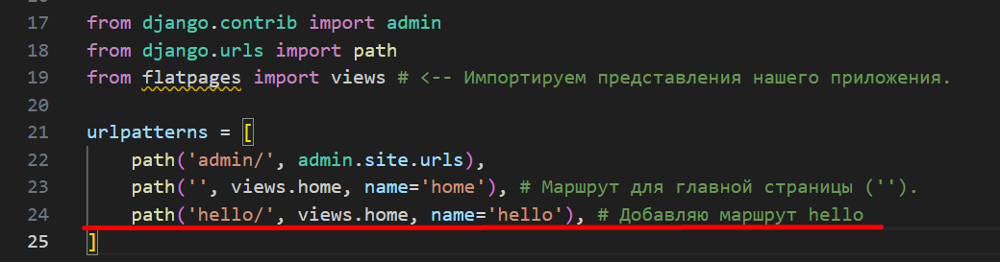 17 from django.contrib import admin
18 from django.urls import path
19 from flatpages import views # <-- Импортируем представления нашего приложения.
20
21 urlpatterns = [
22     path('admin/', admin.site.urls),
23     path('', views.home, name='home'), # Маршрут для главной страницы ('').
24     path('hello/', views.home, name='hello'), # Добавляю маршрут hello
25 ]